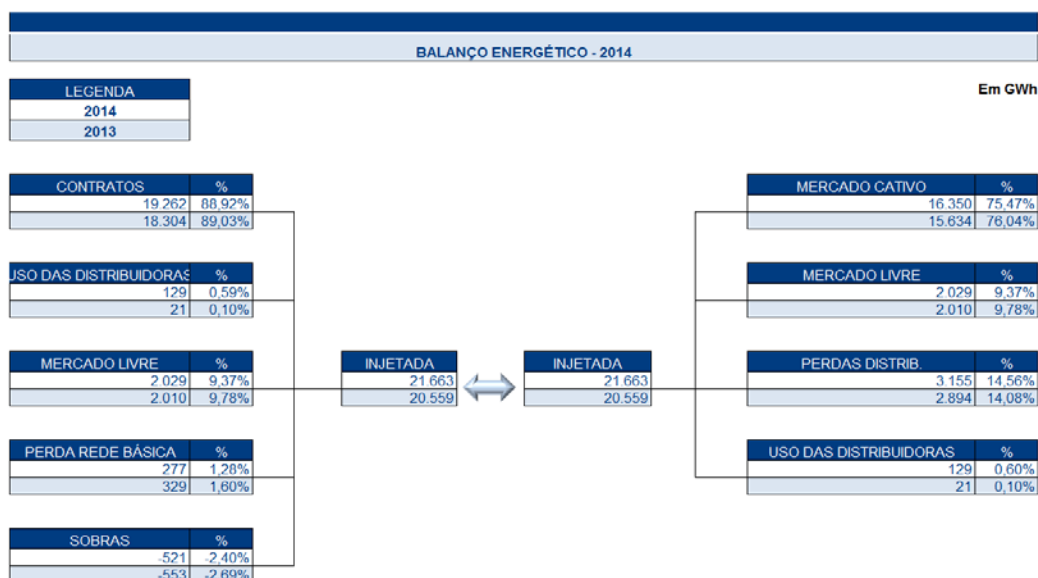 BALANÇO ENERGÉTICO - 2014
LEGENDA
2014
2013
Em GWh
CONTRATOS %
19.262 88,92%
18.304 89,03%
USO DAS DISTRIBUIDORAS %
129 0,59%
21 0,10%
MERCADO LIVRE %
2.029 9,37%
2.010 9,78%
PERDA REDE BÁSICA %
277 1,28%
329 1,60%
SOBRAS %
-521 -2,40%
-553 -2,69%
INJETADA
21.663
20.559
INJETADA
21.663
20.559
MERCADO CATIVO %
16.350 75,47%
15.634 76,04%
MERCADO LIVRE %
2.029 9,37%
2.010 9,78%
PERDAS DISTRIB. %
3.155 14,56%
2.894 14,08%
USO DAS DISTRIBUIDORAS %
129 0,60%
21 0,10%